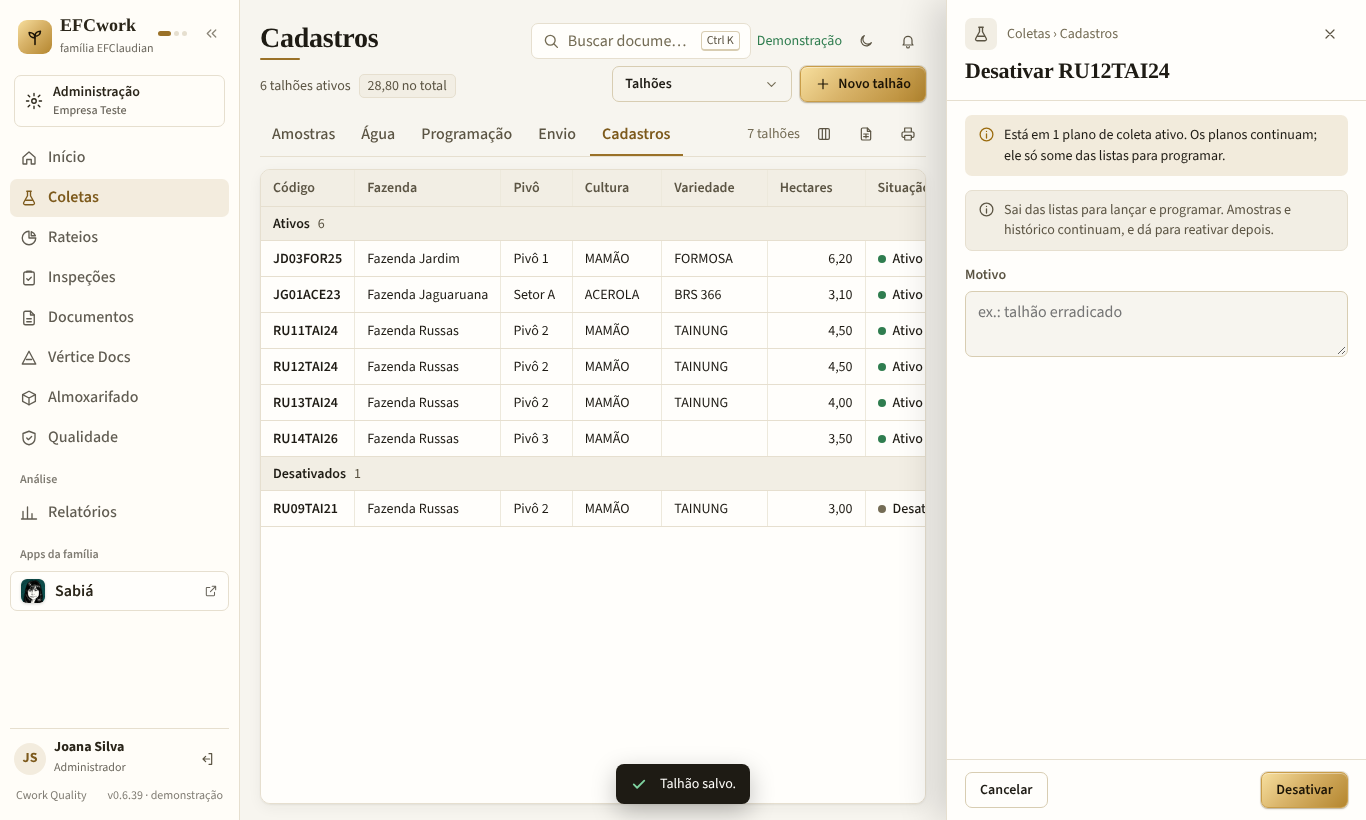 EFCwork
família EFClaudian
Administração
Empresa Teste
Início
Coletas
Rateios
Inspeções
Documentos
Vértice Docs
Almoxarifado
Qualidade
Análise
Relatórios
Apps da família
Sabiá
JS
Joana Silva
Administrador
Cwork Quality v0.6.39 · demonstração
Cadastros
Buscar docume… Ctrl K
Demonstração
6 talhões ativos 28,80 no total
Talhões
Novo talhão
Amostras Água Programação Envio Cadastros 7 talhões
Código Fazenda Pivô Cultura Variedade Hectares Situação
Ativos 6
JD03FOR25 Fazenda Jardim Pivô 1 MAMÃO FORMOSA 6,20 Ativo
JG01ACE23 Fazenda Jaguaruana Setor A ACEROLA BRS 366 3,10 Ativo
RU11TAI24 Fazenda Russas Pivô 2 MAMÃO TAINUNG 4,50 Ativo
RU12TAI24 Fazenda Russas Pivô 2 MAMÃO TAINUNG 4,50 Ativo
RU13TAI24 Fazenda Russas Pivô 2 MAMÃO TAINUNG 4,00 Ativo
RU14TAI26 Fazenda Russas Pivô 3 MAMÃO 3,50 Ativo
Desativados 1
RU09TAI21 Fazenda Russas Pivô 2 MAMÃO TAINUNG 3,00 Desat
Talhão salvo.
Coletas › Cadastros
Desativar RU12TAI24
Está em 1 plano de coleta ativo. Os planos continuam;
ele só some das listas para programar.
Sai das listas para lançar e programar. Amostras e
histórico continuam, e dá para reativar depois.
Motivo
ex.: talhão erradicado
Cancelar
Desativar